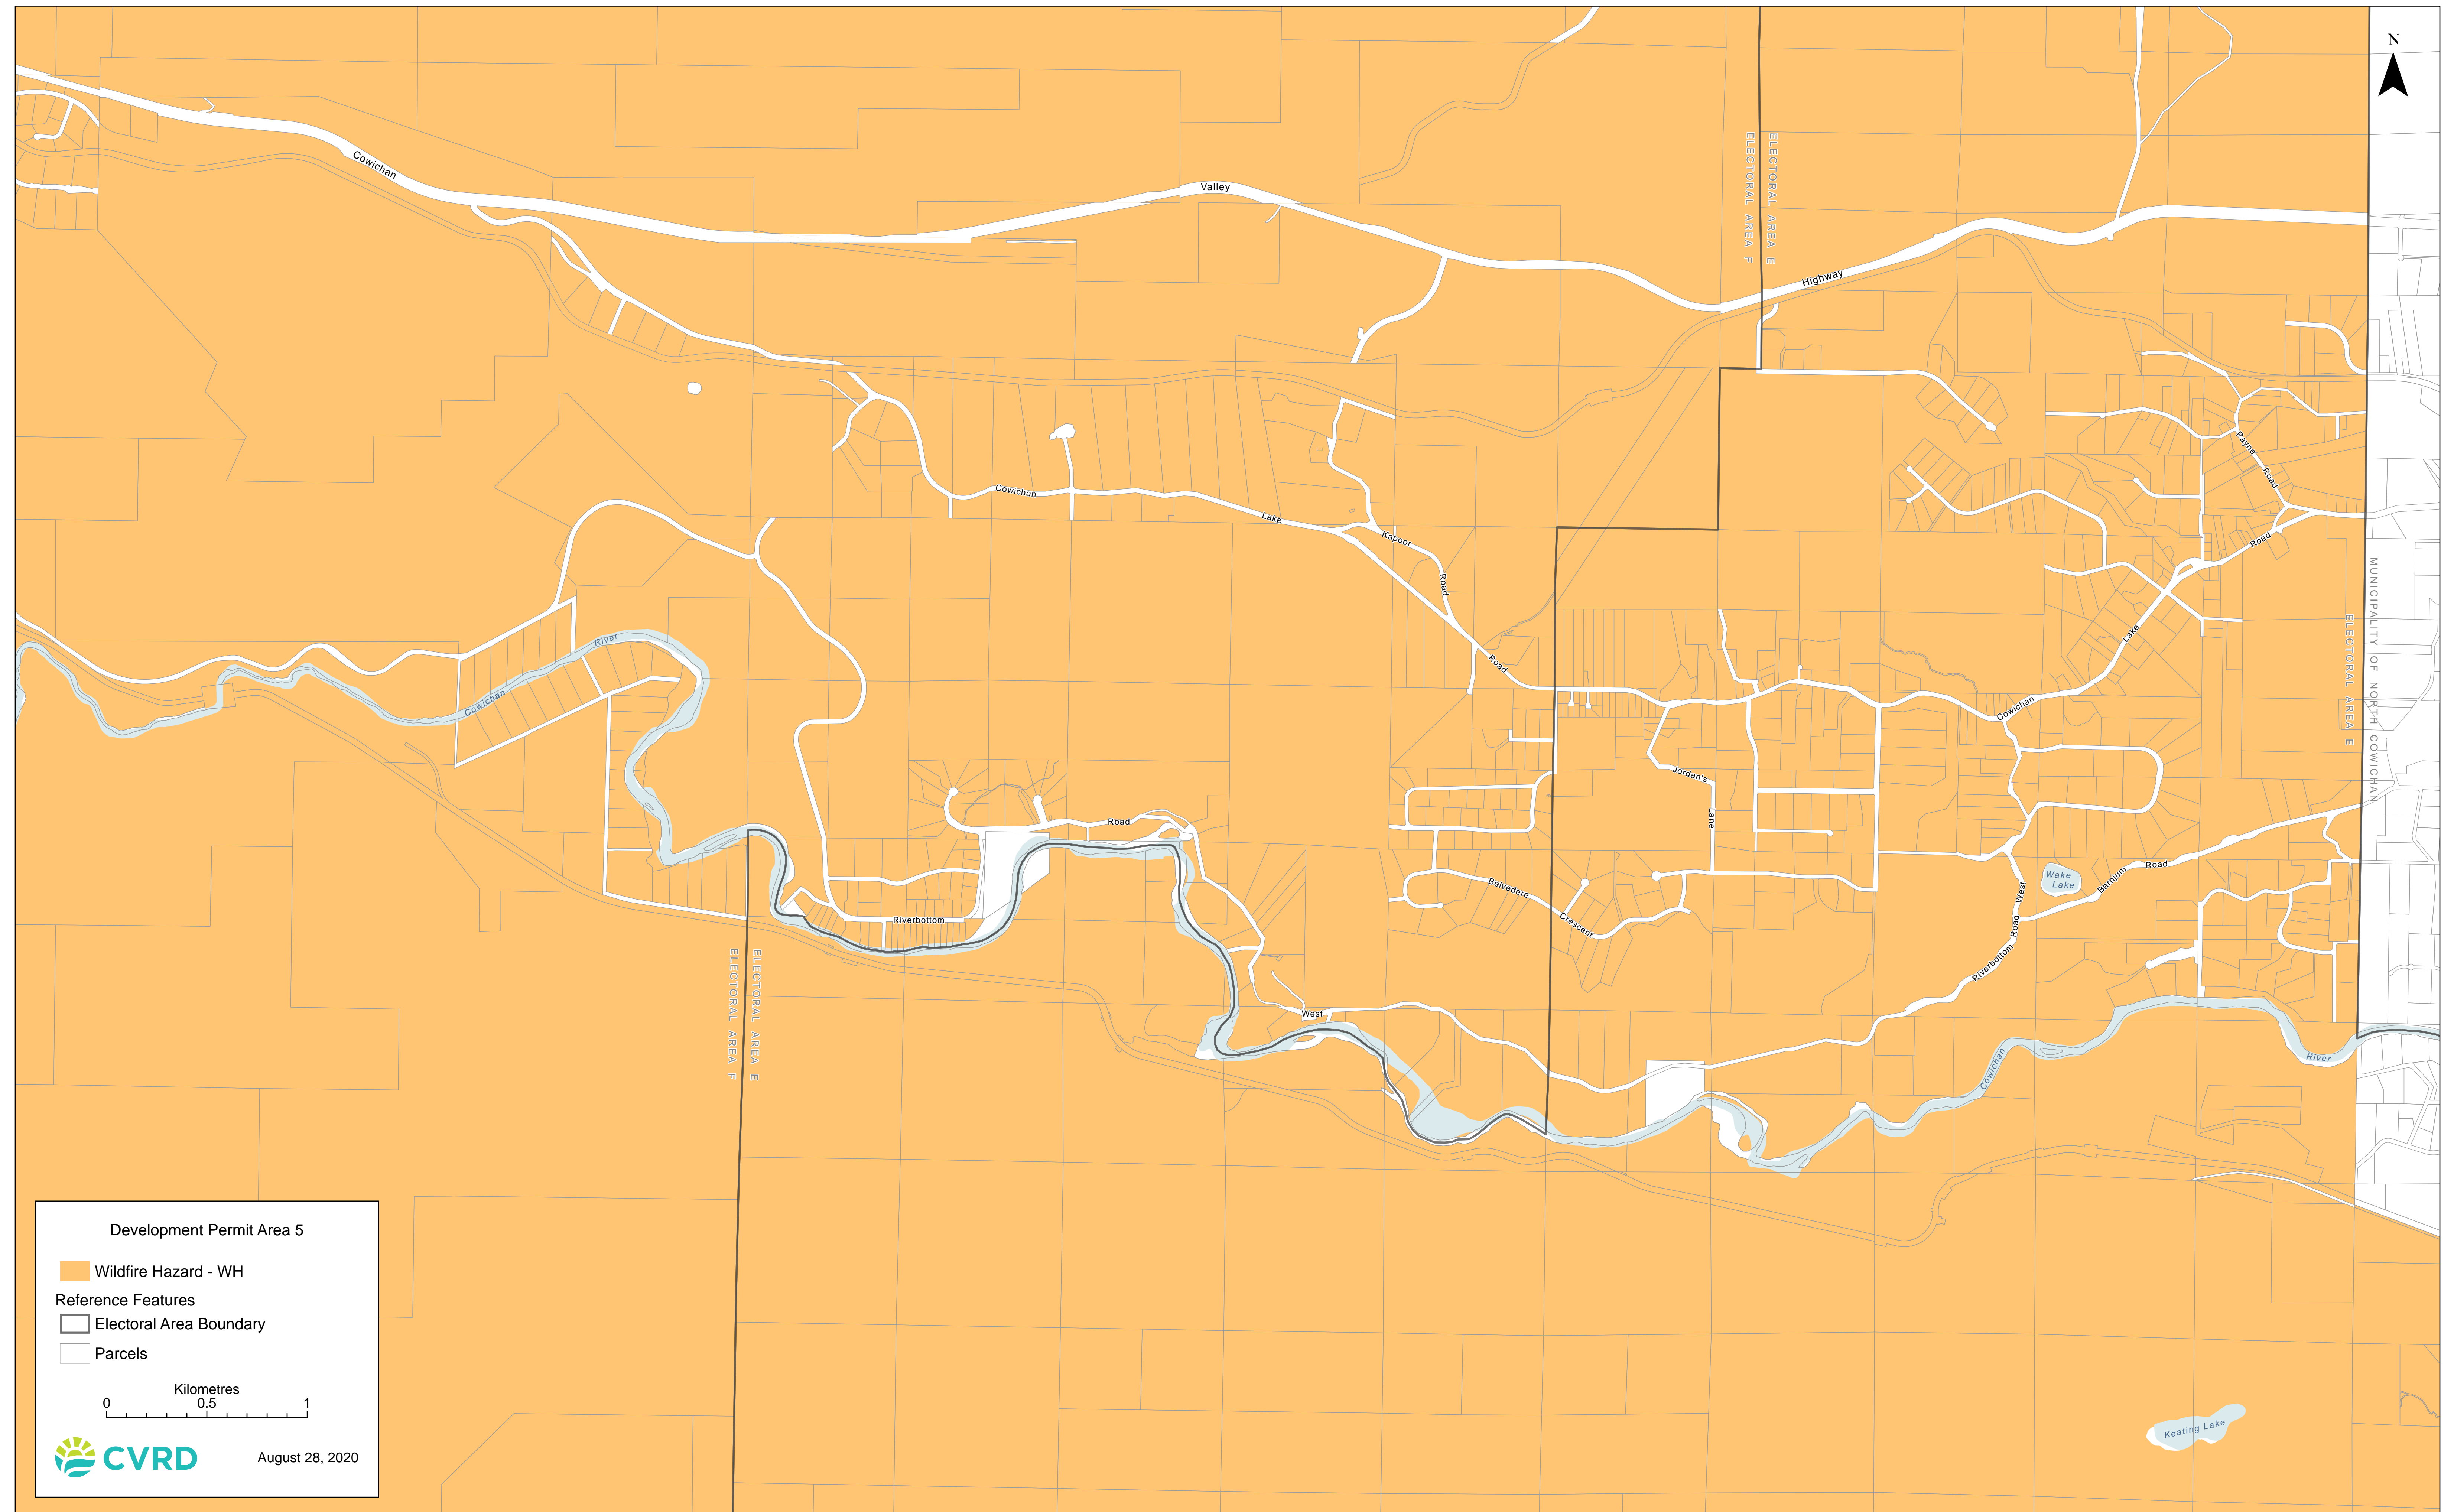 N
Cowichan
Valley
Highway
ELECTORAL AREA F
ELECTORAL AREA E
Payne
Road
Cowichan
Lake
Kapoor
Road
Road
Road
Lake
Cowichan
MUNICIPALITY OF NORTH COWICHAN
ELECTORAL AREA E
River
Cowichan
Jordan's
Lane
Road
Belvedere
Crescent
Riverbottom
Wake
Lake
Barnjum
Road
West
Road
Riverbottom
ELECTORAL AREA F
ELECTORAL AREA E
West
Cowichan
River
Keating Lake
Development Permit Area 5
Wildfire Hazard - WH
Reference Features
Electoral Area Boundary
Parcels
Kilometres
0 0.5 1
CVRD
August 28, 2020